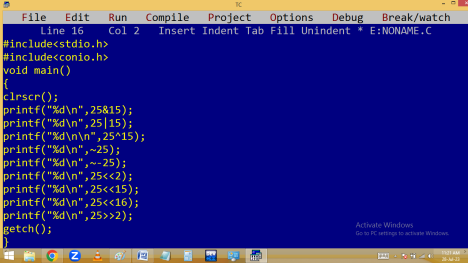 TC
File Edit Run Compile Project Options Debug Break/watch
Line 16 Col 2 Insert Indent Tab Fill Unindent * E:NONAME.C
#include<stdio.h>
#include<conio.h>
void main()
{
clrscr();
printf("%d\n",25&15);
printf("%d\n",25|15);
printf("%d\n\n",25^15);
printf("%d\n",~25);
printf("%d\n",~-25);
printf("%d\n",25<<2);
printf("%d\n",25<<15);
printf("%d\n",25<<16);
printf("%d\n",25>>2);
getch();
}
Activate Windows
Go to PC settings to activate Windows.